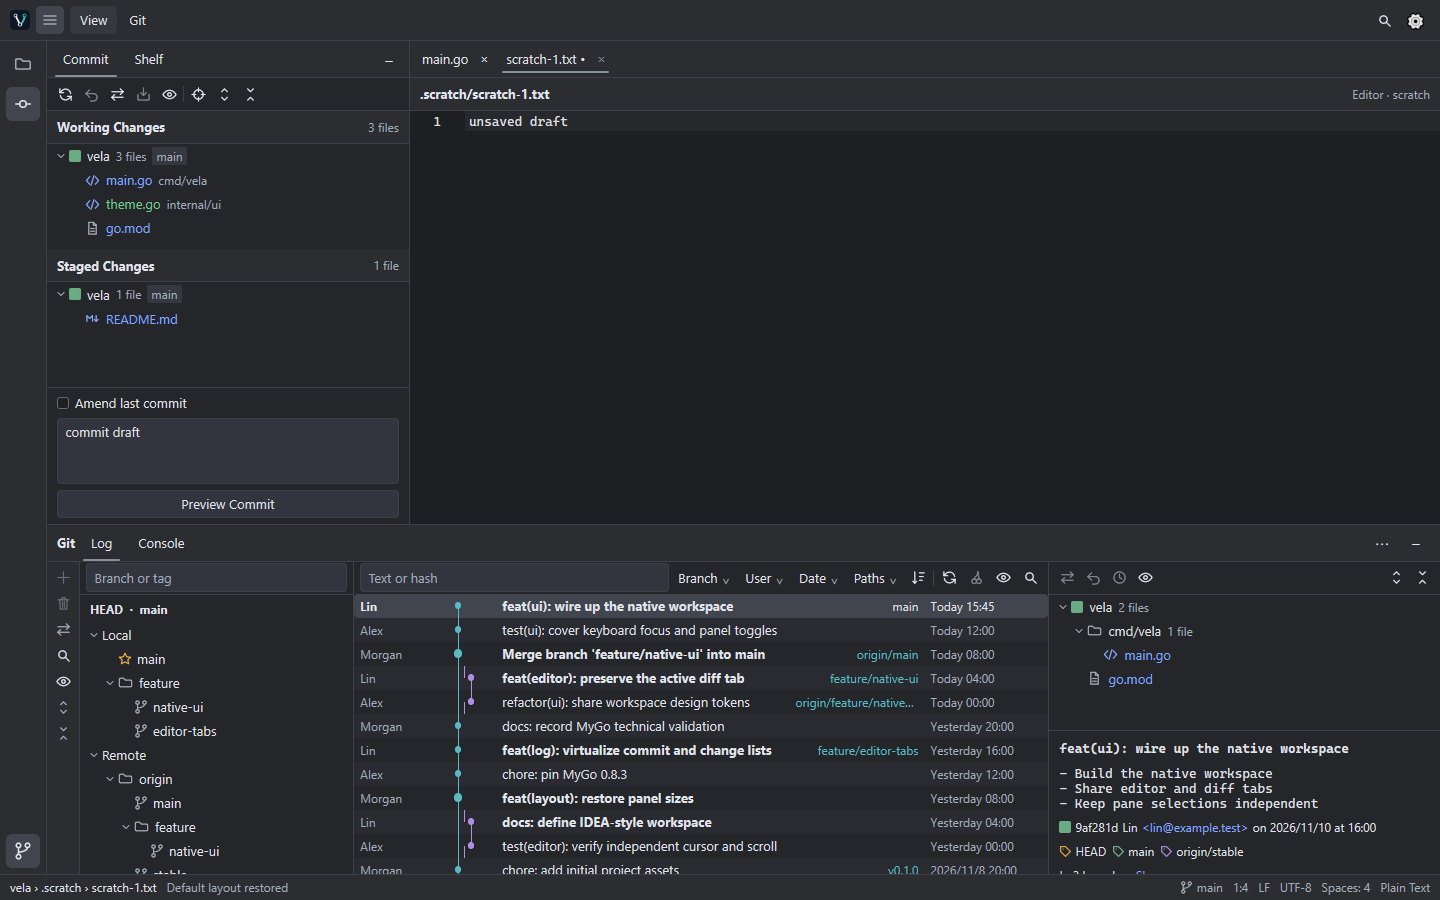 View Git
Commit Shelf
main.go scratch-1.txt •
.scratch/scratch-1.txt
Editor · scratch
1 unsaved draft
Working Changes 3 files
vela 3 files main
main.go cmd/vela
theme.go internal/ui
go.mod
Staged Changes 1 file
vela 1 file main
README.md
Amend last commit
commit draft
Preview Commit
Git Log Console
Branch or tag
HEAD · main
Local
main
feature
native-ui
editor-tabs
Remote
origin
main
feature
native-ui
Text or hash Branch User Date Paths
Lin feat(ui): wire up the native workspace main Today 15:45
Alex test(ui): cover keyboard focus and panel toggles Today 12:00
Morgan Merge branch 'feature/native-ui' into main origin/main Today 08:00
Lin feat(editor): preserve the active diff tab feature/native-ui Today 04:00
Alex refactor(ui): share workspace design tokens origin/feature/native... Today 00:00
Morgan docs: record MyGo technical validation Yesterday 20:00
Lin feat(log): virtualize commit and change lists feature/editor-tabs Yesterday 16:00
Alex chore: pin MyGo 0.8.3 Yesterday 12:00
Morgan feat(layout): restore panel sizes Yesterday 08:00
Lin docs: define IDEA-style workspace Yesterday 04:00
Alex test(editor): verify independent cursor and scroll Yesterday 00:00
Morgan chore: add initial project assets v0.1.0 2026/11/8 20:00
vela 2 files
cmd/vela 1 file
main.go
go.mod
feat(ui): wire up the native workspace
- Build the native workspace
- Share editor and diff tabs
- Keep pane selections independent
9af281d Lin <lin@example.test> on 2026/11/10 at 16:00
HEAD main origin/stable
vela › .scratch › scratch-1.txt Default layout restored
main 1:4 LF UTF-8 Spaces: 4 Plain Text